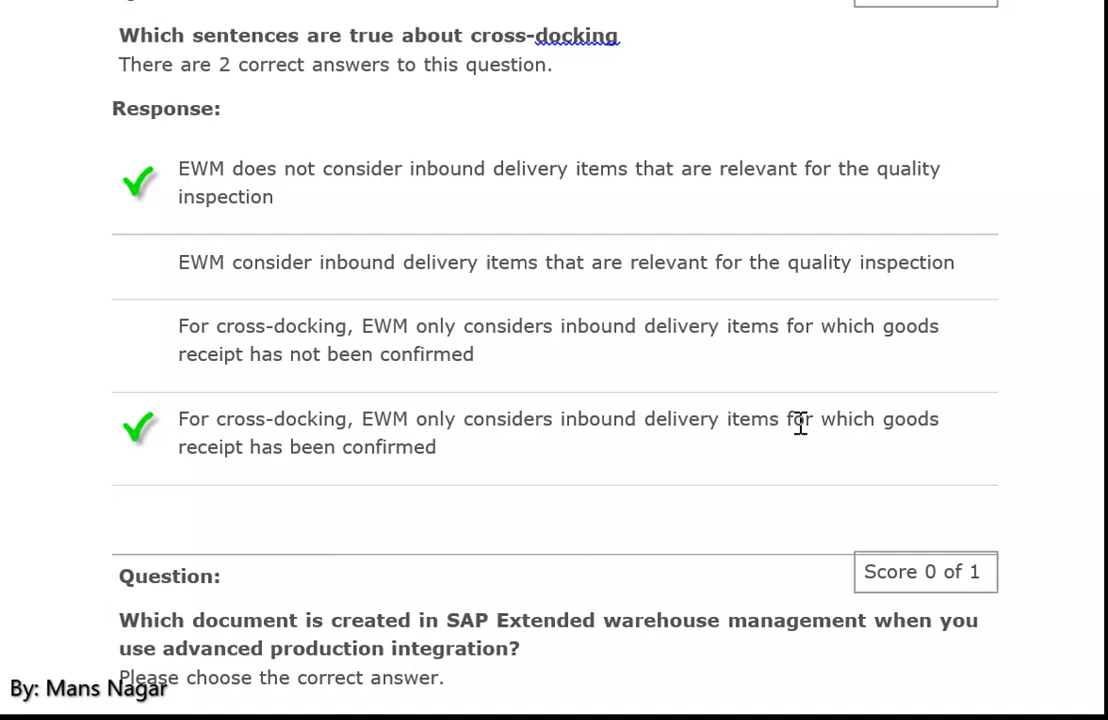 Which sentences are true about cross-docking
There are 2 correct answers to this question.
Response:
EWM does not consider inbound delivery items that are relevant for the quality
inspection
EWM consider inbound delivery items that are relevant for the quality inspection
For cross-docking, EWM only considers inbound delivery items for which goods
receipt has not been confirmed
For cross-docking, EWM only considers inbound delivery items for which goods
receipt has been confirmed
Score 0 of 1
Question:
Which document is created in SAP Extended warehouse management when you
use advanced production integration?
Please choose the correct answer.
By: Mans Nagar